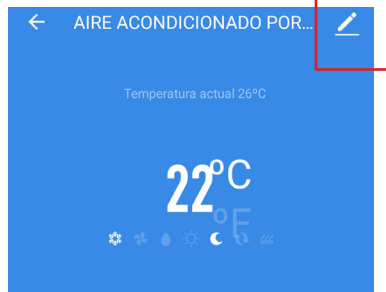 AIRE ACONDICIONADO POR...
Temperatura actual 26ºC
22ºC
ºF